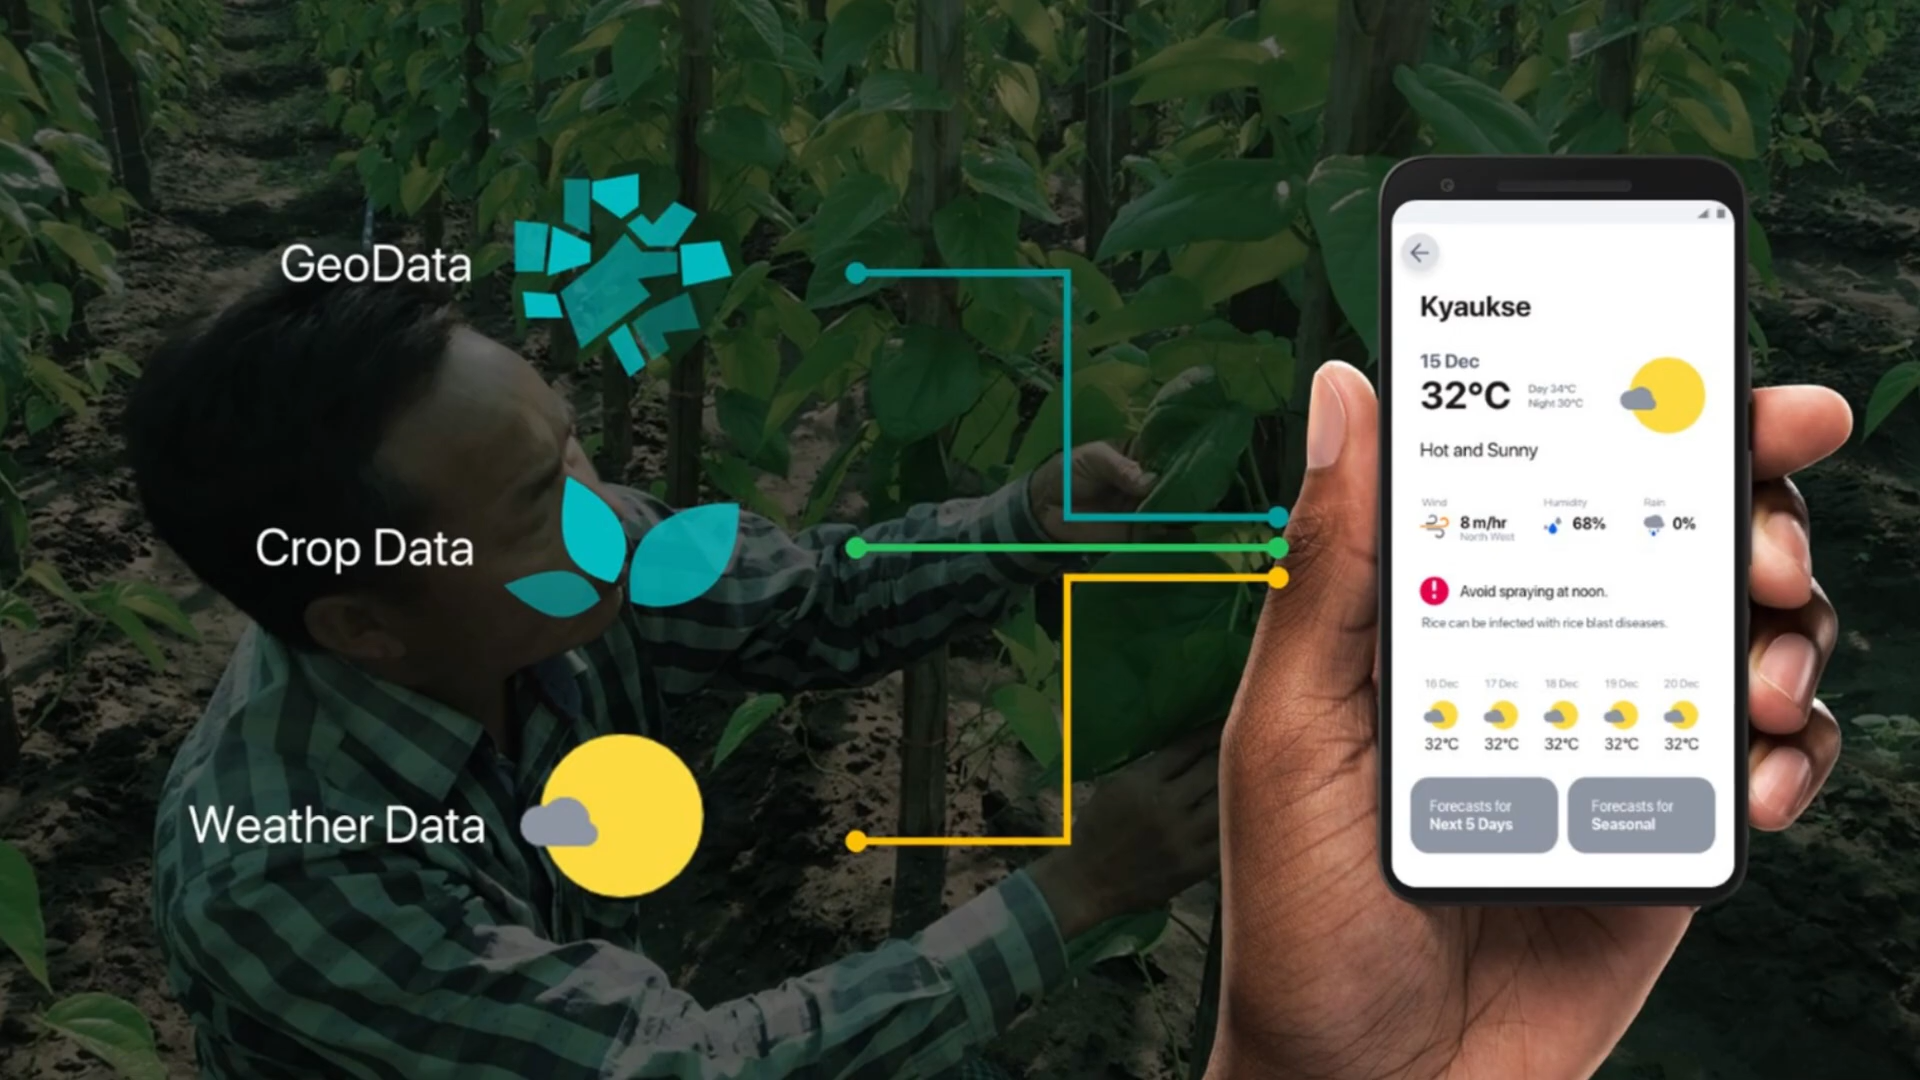 GeoData
Crop Data
Weather Data
Kyaukse
15 Dec
32°C
Day 34°C
Night 30°C
Hot and Sunny
Wind
8 m/hr
North West
Humidity
68%
Rain
0%
Avoid spraying at noon.
Rice can be infected with rice blast diseases.
16 Dec 17 Dec 18 Dec 19 Dec 20 Dec
32°C 32°C 32°C 32°C 32°C
Forecasts for
Next 5 Days
Forecasts for
Seasonal